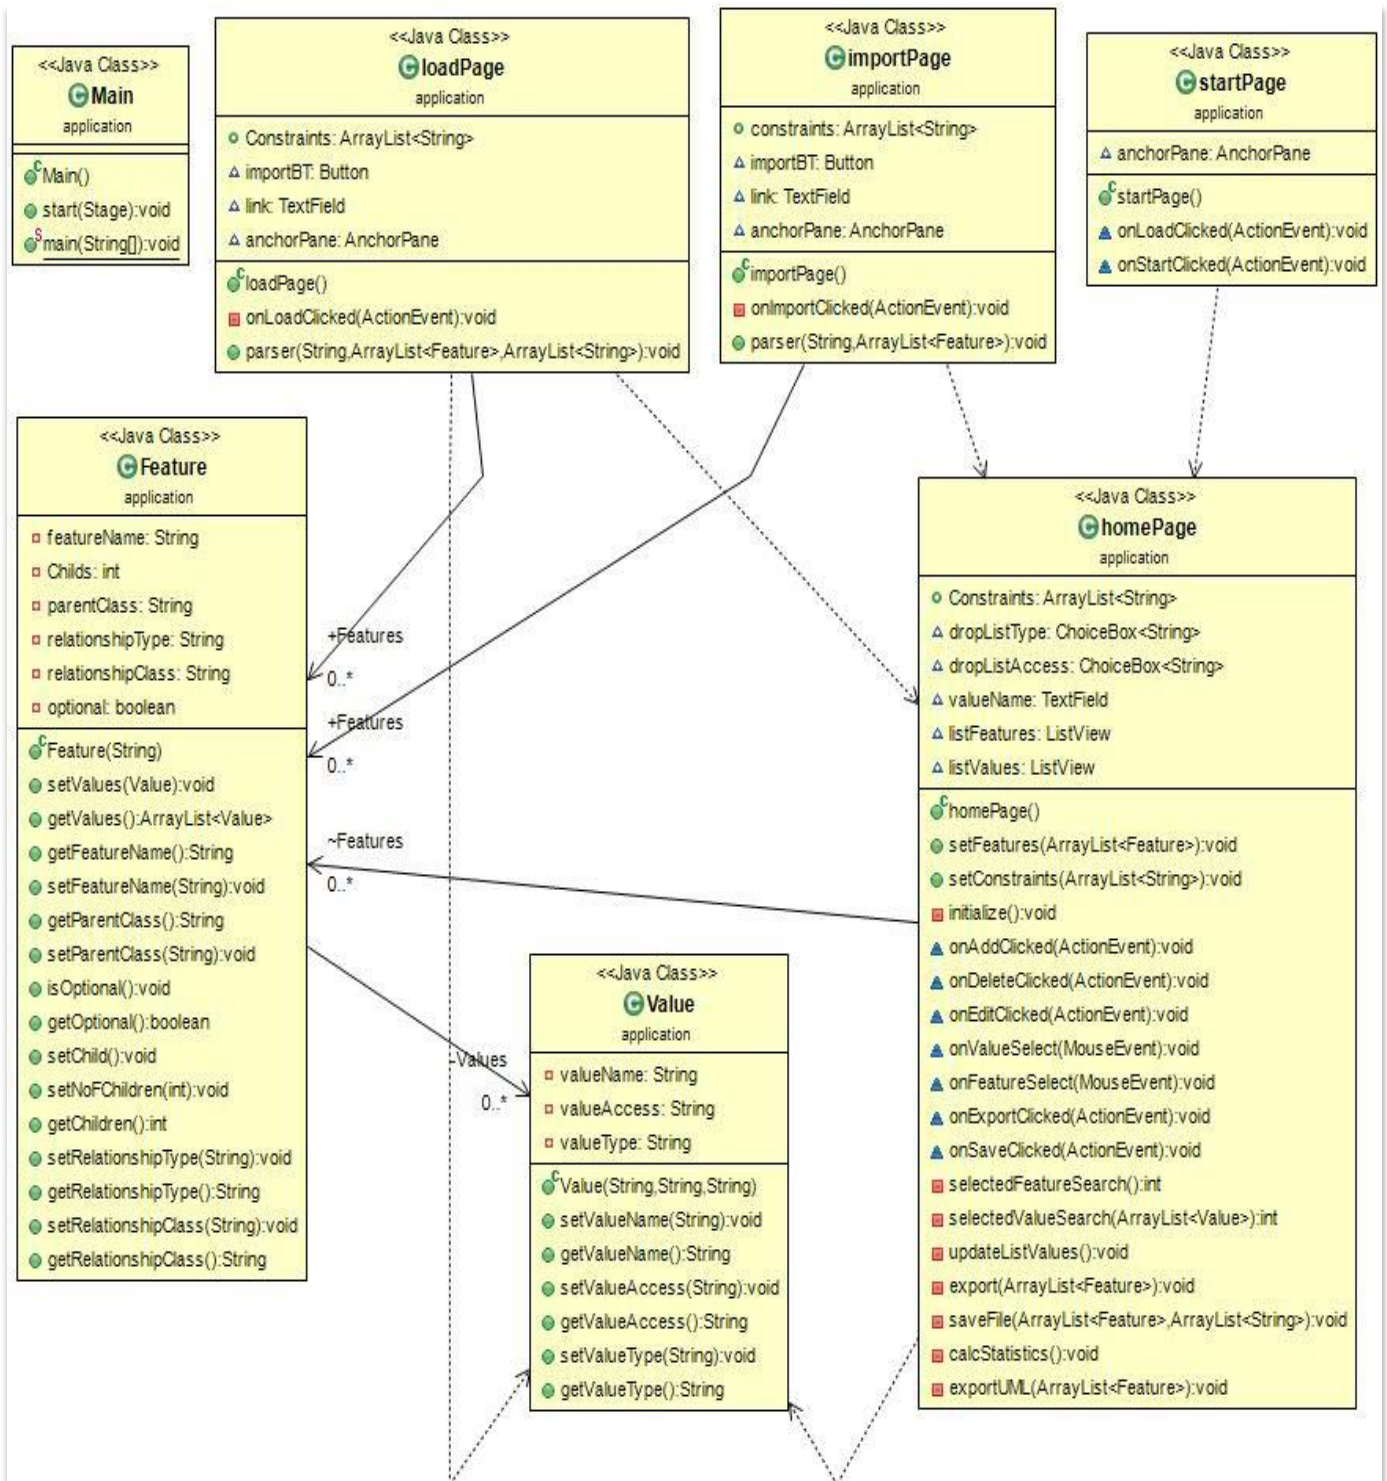 <<Java Class>>
Main
application
Main()
start(Stage):void
main(String[]):void
<<Java Class>>
loadPage
application
Constraints: ArrayList<String>
importBT: Button
link: TextField
anchorPane: AnchorPane
loadPage()
onLoadClicked(ActionEvent):void
parser(String,ArrayList<Feature>,ArrayList<String>):void
<<Java Class>>
importPage
application
constraints: ArrayList<String>
importBT: Button
link: TextField
anchorPane: AnchorPane
importPage()
onImportClicked(ActionEvent):void
parser(String,ArrayList<Feature>):void
<<Java Class>>
startPage
application
anchorPane: AnchorPane
startPage()
onLoadClicked(ActionEvent):void
onStartClicked(ActionEvent):void
<<Java Class>>
Feature
application
featureName: String
Childs: int
parentClass: String
relationshipType: String
relationshipClass: String
optional: boolean
Feature(String)
setValues(Value):void
getValues():ArrayList<Value>
getFeatureName():String
setFeatureName(String):void
getParentClass():String
setParentClass(String):void
isOptional():void
getOptional():boolean
setChild():void
setNoFChildren(int):void
getChildren():int
setRelationshipType(String):void
getRelationshipType():String
setRelationshipClass(String):void
getRelationshipClass():String
+Features
0..*
+Features
0..*
~Features
0..*
-Values
0..*
<<Java Class>>
Value
application
valueName: String
valueAccess: String
valueType: String
Value(String,String,String)
setValueName(String):void
getValueName():String
setValueAccess(String):void
getValueAccess():String
setValueType(String):void
getValueType():String
<<Java Class>>
homePage
application
Constraints: ArrayList<String>
dropListType: ChoiceBox<String>
dropListAccess: ChoiceBox<String>
valueName: TextField
listFeatures: ListView
listValues: ListView
homePage()
setFeatures(ArrayList<Feature>):void
setConstraints(ArrayList<String>):void
initialize():void
onAddClicked(ActionEvent):void
onDeleteClicked(ActionEvent):void
onEditClicked(ActionEvent):void
onValueSelect(MouseEvent):void
onFeatureSelect(MouseEvent):void
onExportClicked(ActionEvent):void
onSaveClicked(ActionEvent):void
selectedFeatureSearch():int
selectedValueSearch(ArrayList<Value>):int
updateListValues():void
export(ArrayList<Feature>):void
saveFile(ArrayList<Feature>,ArrayList<String>):void
calcStatistics():void
exportUML(ArrayList<Feature>):void